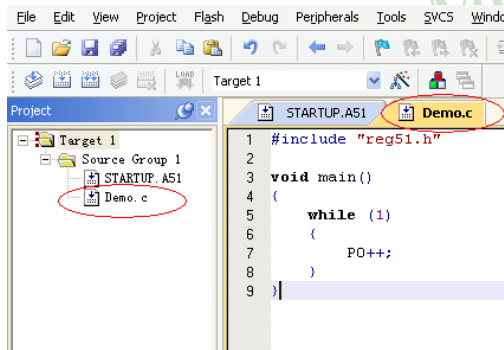 File Edit View Project Flash Debug Peripherals Tools SVCS Windo
LOAD Target 1
Project
STARTUP.A51 Demo.c
Target 1
Source Group 1
STARTUP.A51
Demo.c
1 #include "reg51.h"
2
3 void main()
4 {
5 while (1)
6 {
7 P0++;
8 }
9 }